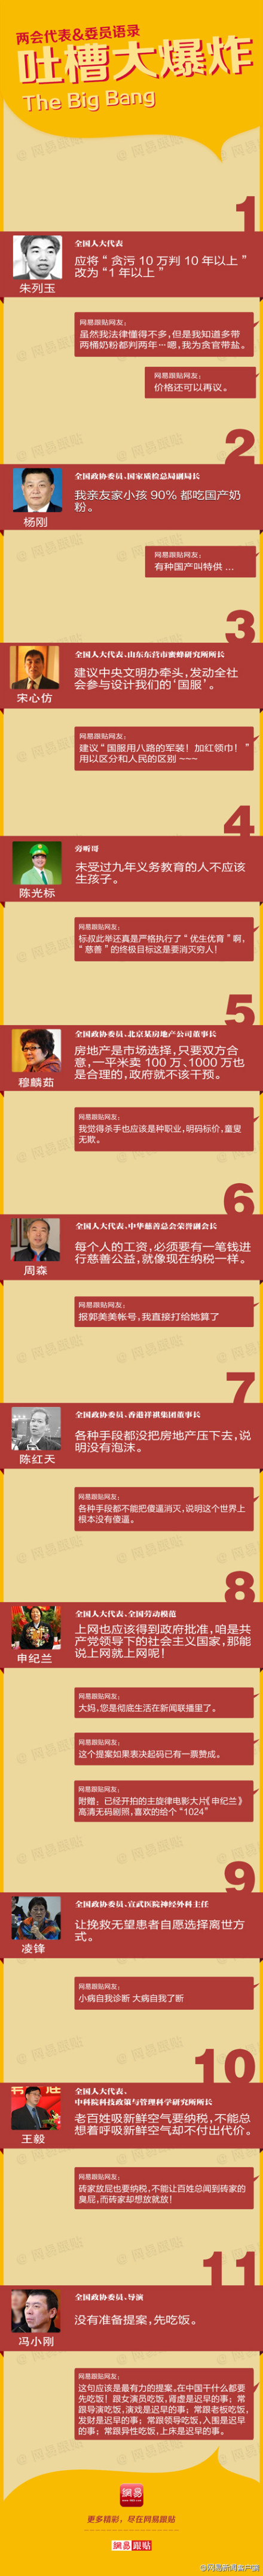 两会代表&委员语录
吐槽大爆炸
The Big Bang
1
全国人大代表
应将“贪污10万判10年以上”
改为“1年以上”
朱列玉
网易跟贴网友：
虽然我法律懂得不多，但是我知道多带
两桶奶粉都判两年…嗯，我为贪官带盐。
网易跟贴网友：
价格还可以再议。
2
全国政协委员、国家质检总局副局长
我亲友家小孩90%都吃国产奶
粉。
杨刚
网易跟贴网友：
有种国产叫特供...
3
全国人大代表、山东东营市蜜蜂研究所所长
建议中央文明办牵头，发动全社
会参与设计我们的‘国服’。
宋心仿
网易跟贴网友：
建议“国服用八路的军装！加红领巾！”
用以区分和人民的区别~~~
4
旁听哥
未受过九年义务教育的人不应该
生孩子。
陈光标
网易跟贴网友：
标叔此举还真是严格执行了“优生优育”啊，
“慈善”的终极目标这是要消灭穷人！
5
全国政协委员、北京某房地产公司董事长
房地产是市场选择，只要双方合
意，一平米卖100万、1000万也
是合理的，政府就不该干预。
穆麟茹
网易跟贴网友：
我觉得杀手也应该是种职业，明码标价，童叟
无欺。
6
全国人大代表、中华慈善总会荣誉副会长
每个人的工资，必须要有一笔钱进
行慈善公益，就像现在纳税一样。
周森
网易跟贴网友：
报郭美美帐号，我直接打给她算了
7
全国政协委员、香港祥祺集团董事长
各种手段都没把房地产压下去，说
明没有泡沫。
陈红天
网易跟贴网友：
各种手段都不能把傻逼消灭，说明这个世界上
根本没有傻逼。
8
全国人大代表、全国劳动模范
上网也应该得到政府批准，咱是共
产党领导下的社会主义国家，那能
说上网就上网呢！
申纪兰
网易跟贴网友：
大妈，您是彻底生活在新闻联播里了。
网易跟贴网友：
这个提案如果表决起码已有一票赞成。
网易跟贴网友：
附赠：已经开拍的主旋律电影大片《申纪兰》
高清无码剧照，喜欢的给个“1024”
9
全国政协委员、宣武医院神经外科主任
让挽救无望患者自愿选择离世方
式。
凌锋
网易跟贴网友：
小病自我诊断 大病自我了断
10
全国人大代表、
中科院科技政策与管理科学研究所所长
老百姓吸新鲜空气要纳税，不能总
想着呼吸新鲜空气却不付出代价。
王毅
网易跟贴网友：
砖家放屁也要纳税，不能让百姓总闻到砖家的
臭屁，而砖家却想放就放！
11
全国政协委员、导演
没有准备提案，先吃饭。
冯小刚
网易跟贴网友：
这句应该是最有力的提案。在中国干什么都要
先吃饭！跟女演员吃饭，肾虚是迟早的事；常
跟导演吃饭，演戏是迟早的事；常跟老板吃饭，
发财是迟早的事；常跟领导吃饭，入围是迟早
的事；常跟异性吃饭，上床是迟早的事。
網易
更多精彩，尽在网易跟贴
網易 跟贴
@网易新闻客户端